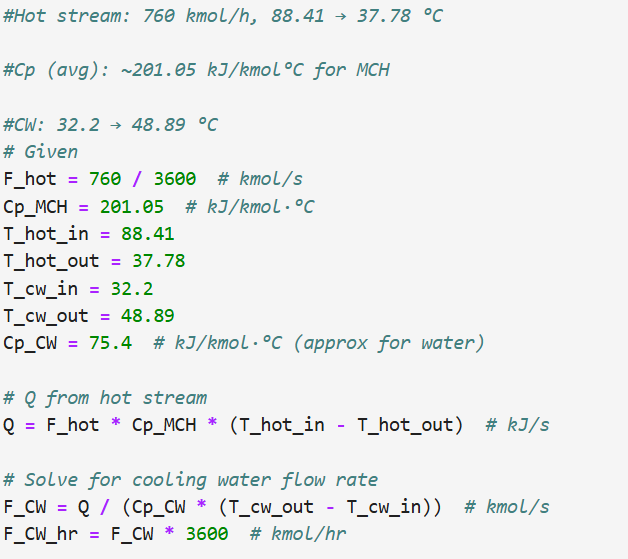 #Hot stream: 760 kmol/h, 88.41 → 37.78 °C
#Cp (avg): ~201.05 kJ/kmol°C for MCH
#CW: 32.2 → 48.89 °C
# Given
F_hot = 760 / 3600  # kmol/s
Cp_MCH = 201.05  # kJ/kmol·°C
T_hot_in = 88.41
T_hot_out = 37.78
T_cw_in = 32.2
T_cw_out = 48.89
Cp_CW = 75.4  # kJ/kmol·°C (approx for water)
# Q from hot stream
Q = F_hot * Cp_MCH * (T_hot_in - T_hot_out)  # kJ/s
# Solve for cooling water flow rate
F_CW = Q / (Cp_CW * (T_cw_out - T_cw_in))  # kmol/s
F_CW_hr = F_CW * 3600  # kmol/hr